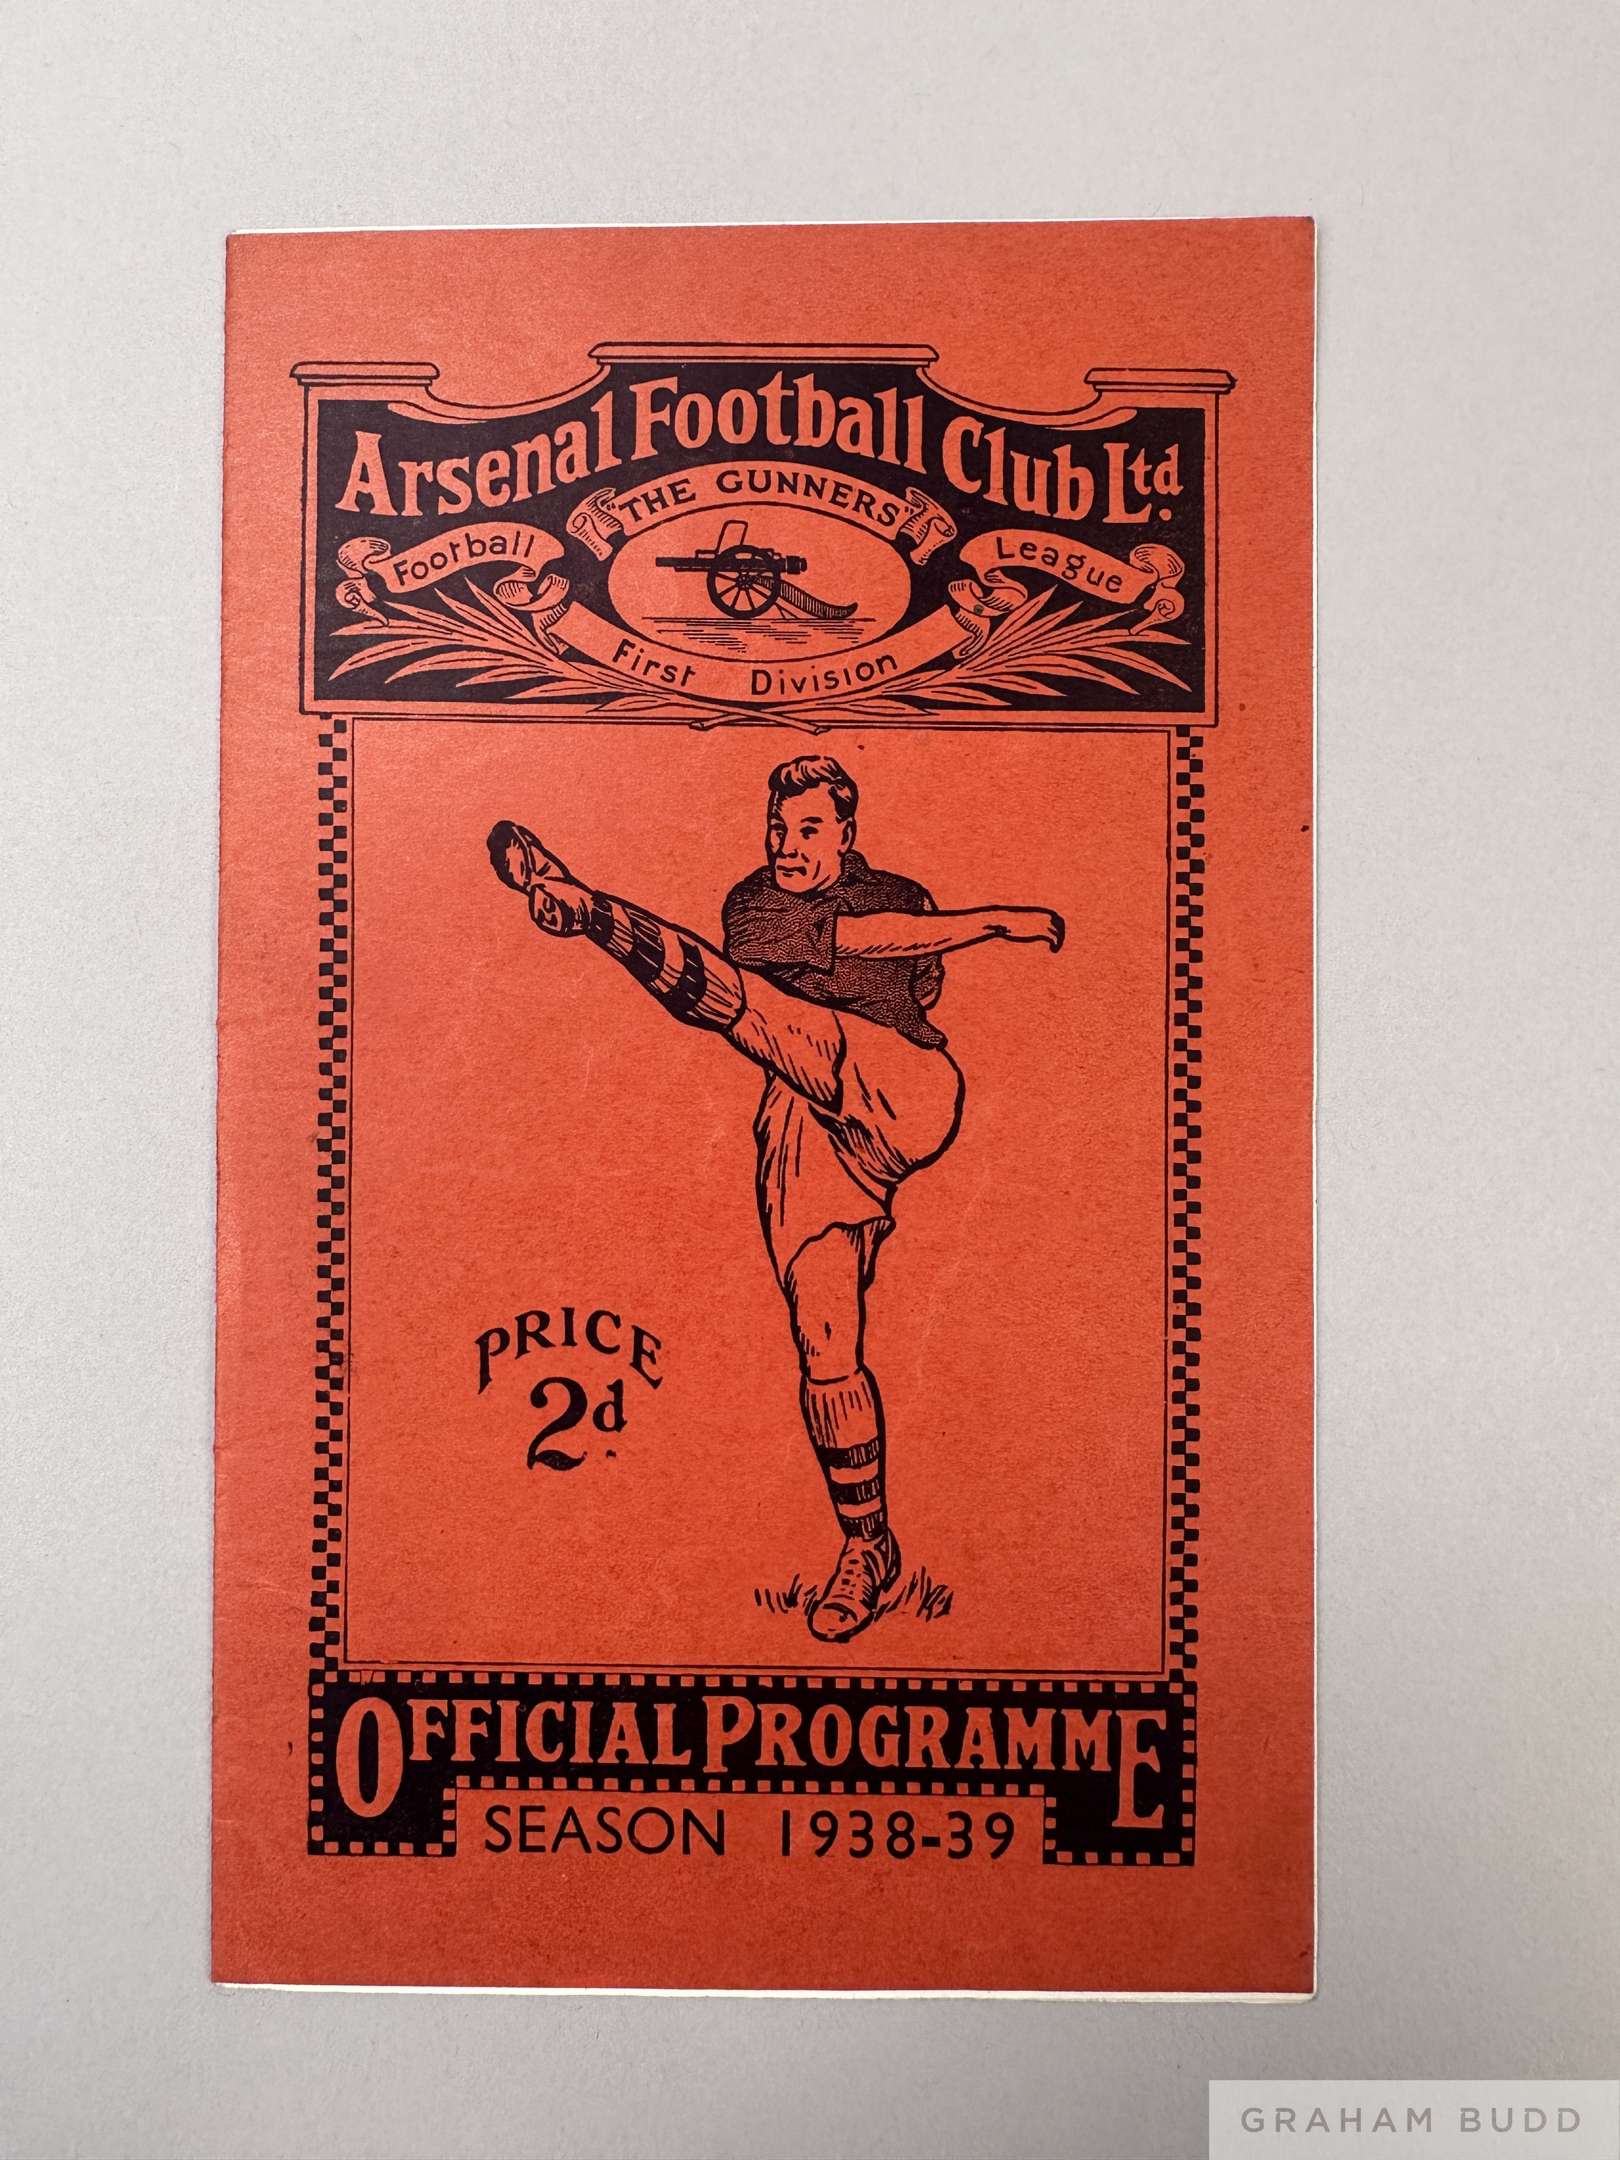 Arsenal Football Club Ltd.
"THE GUNNERS"
Football League
First Division
PRICE
2d.
OFFICIAL PROGRAMME
SEASON 1938-39
GRAHAM BUDD